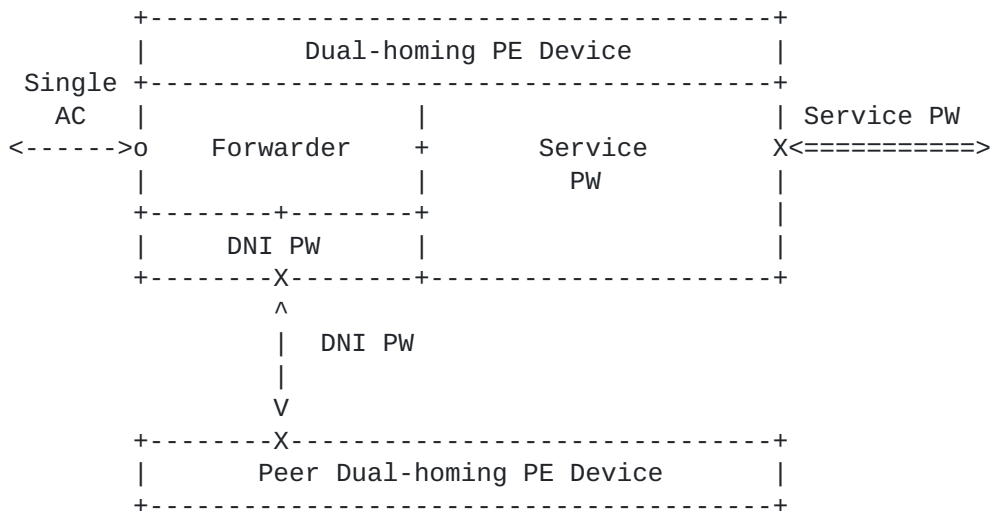 +---------------------------------------+
|          Dual-homing PE Device         |
Single +---------------------------------------+
AC   |                 |                     | Service PW
<------>o    Forwarder    +       Service       X<===========>
|                 |         PW          |
+--------+--------+                     |
|     DNI PW      |                     |
+--------X--------+---------------------+
^
|  DNI PW
|
V
+--------X------------------------------+
|       Peer Dual-homing PE Device       |
+---------------------------------------+